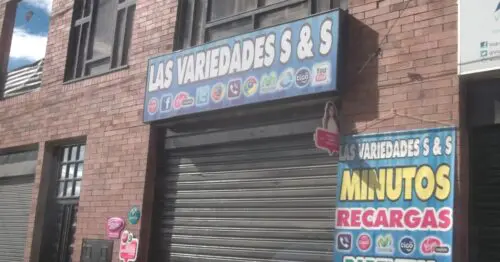 LAS VARIEDADES S & S
LAS VARIEDADES S & S
MINUTOS
RECARGAS